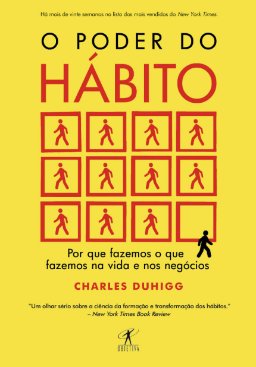 Há mais de vinte semanas na lista dos mais vendidos do New York Times
O PODER DO
HÁBITO
Por que fazemos o que
fazemos na vida e nos negócios
CHARLES DUHIGG
"Um olhar sério sobre a ciência da formação e transformação dos hábitos."
– New York Times Book Review
OBJETIVA